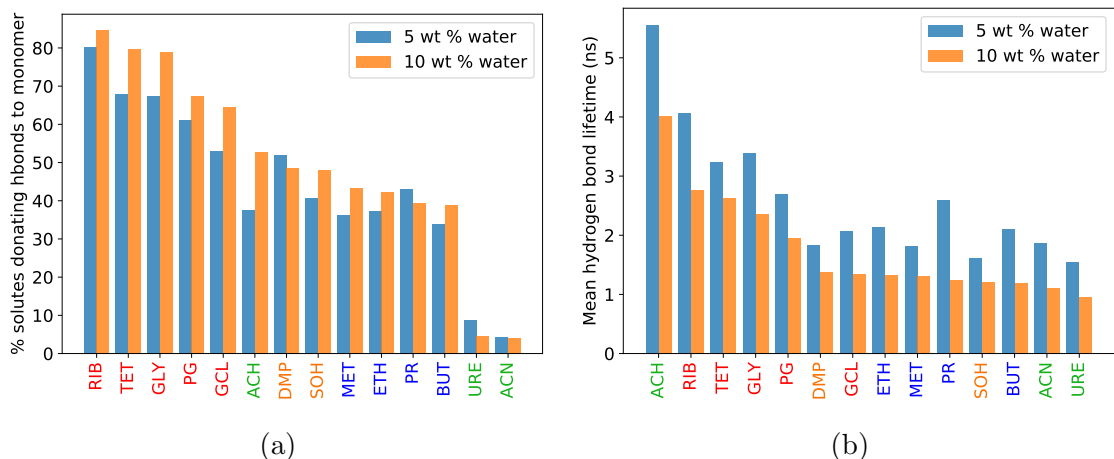 % solutes donating hbonds to monomer
80
70
60
50
40
30
20
10
0
5 wt % water
10 wt % water
RIB TET GLY PG GCL ACH DMP SOH MET ETH PR BUT URE ACN
(a)
Mean hydrogen bond lifetime (ns)
5
4
3
2
1
0
5 wt % water
10 wt % water
ACH RIB TET GLY PG DMP GCL ETH MET PR SOH BUT ACN URE
(b)